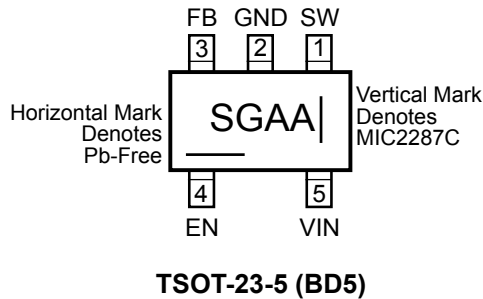 FB GND SW
3 2 1
Horizontal Mark
Denotes
Pb-Free
SGAA
Vertical Mark
Denotes
MIC2287C
4 5
EN VIN
TSOT-23-5 (BD5)